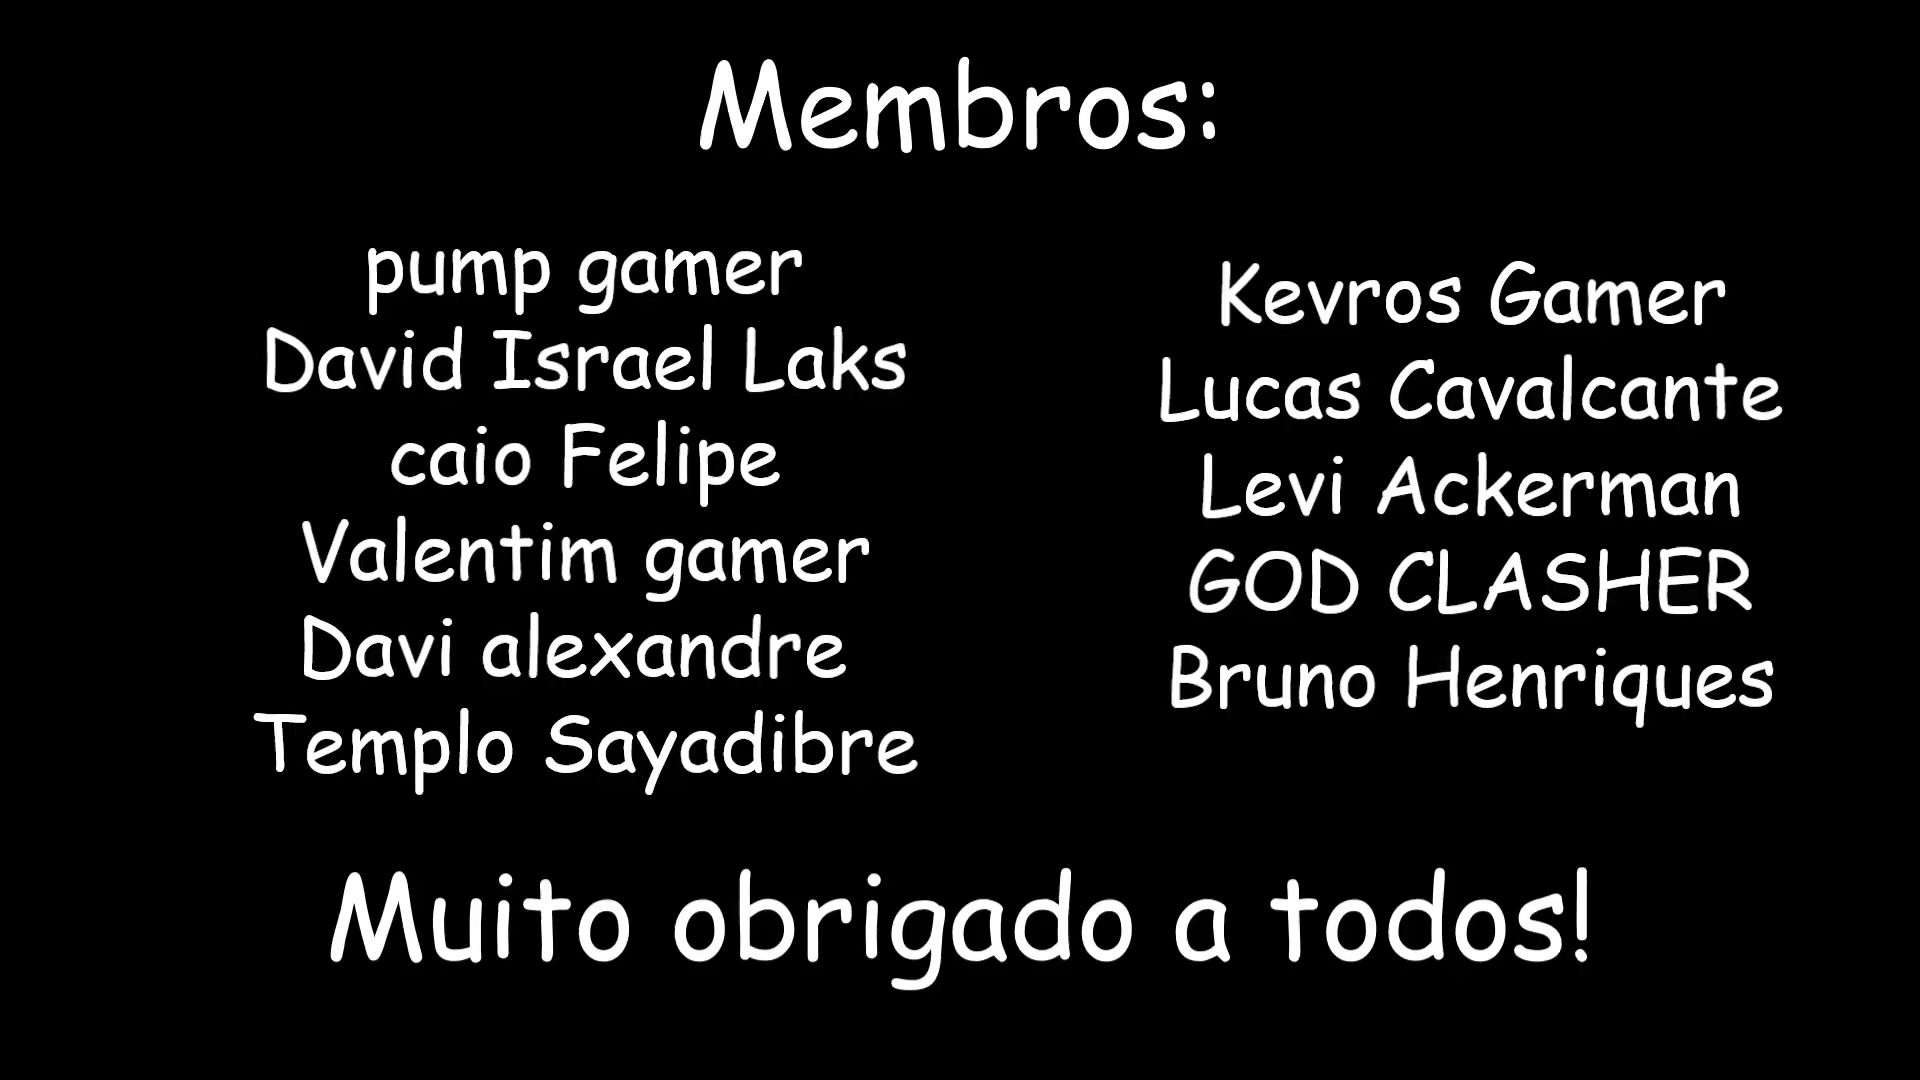 Membros:
pump gamer
David Israel Laks
caio Felipe
Valentim gamer
Davi alexandre
Templo Sayadibre
Kevros Gamer
Lucas Cavalcante
Levi Ackerman
GOD CLASHER
Bruno Henriques
Muito obrigado a todos!